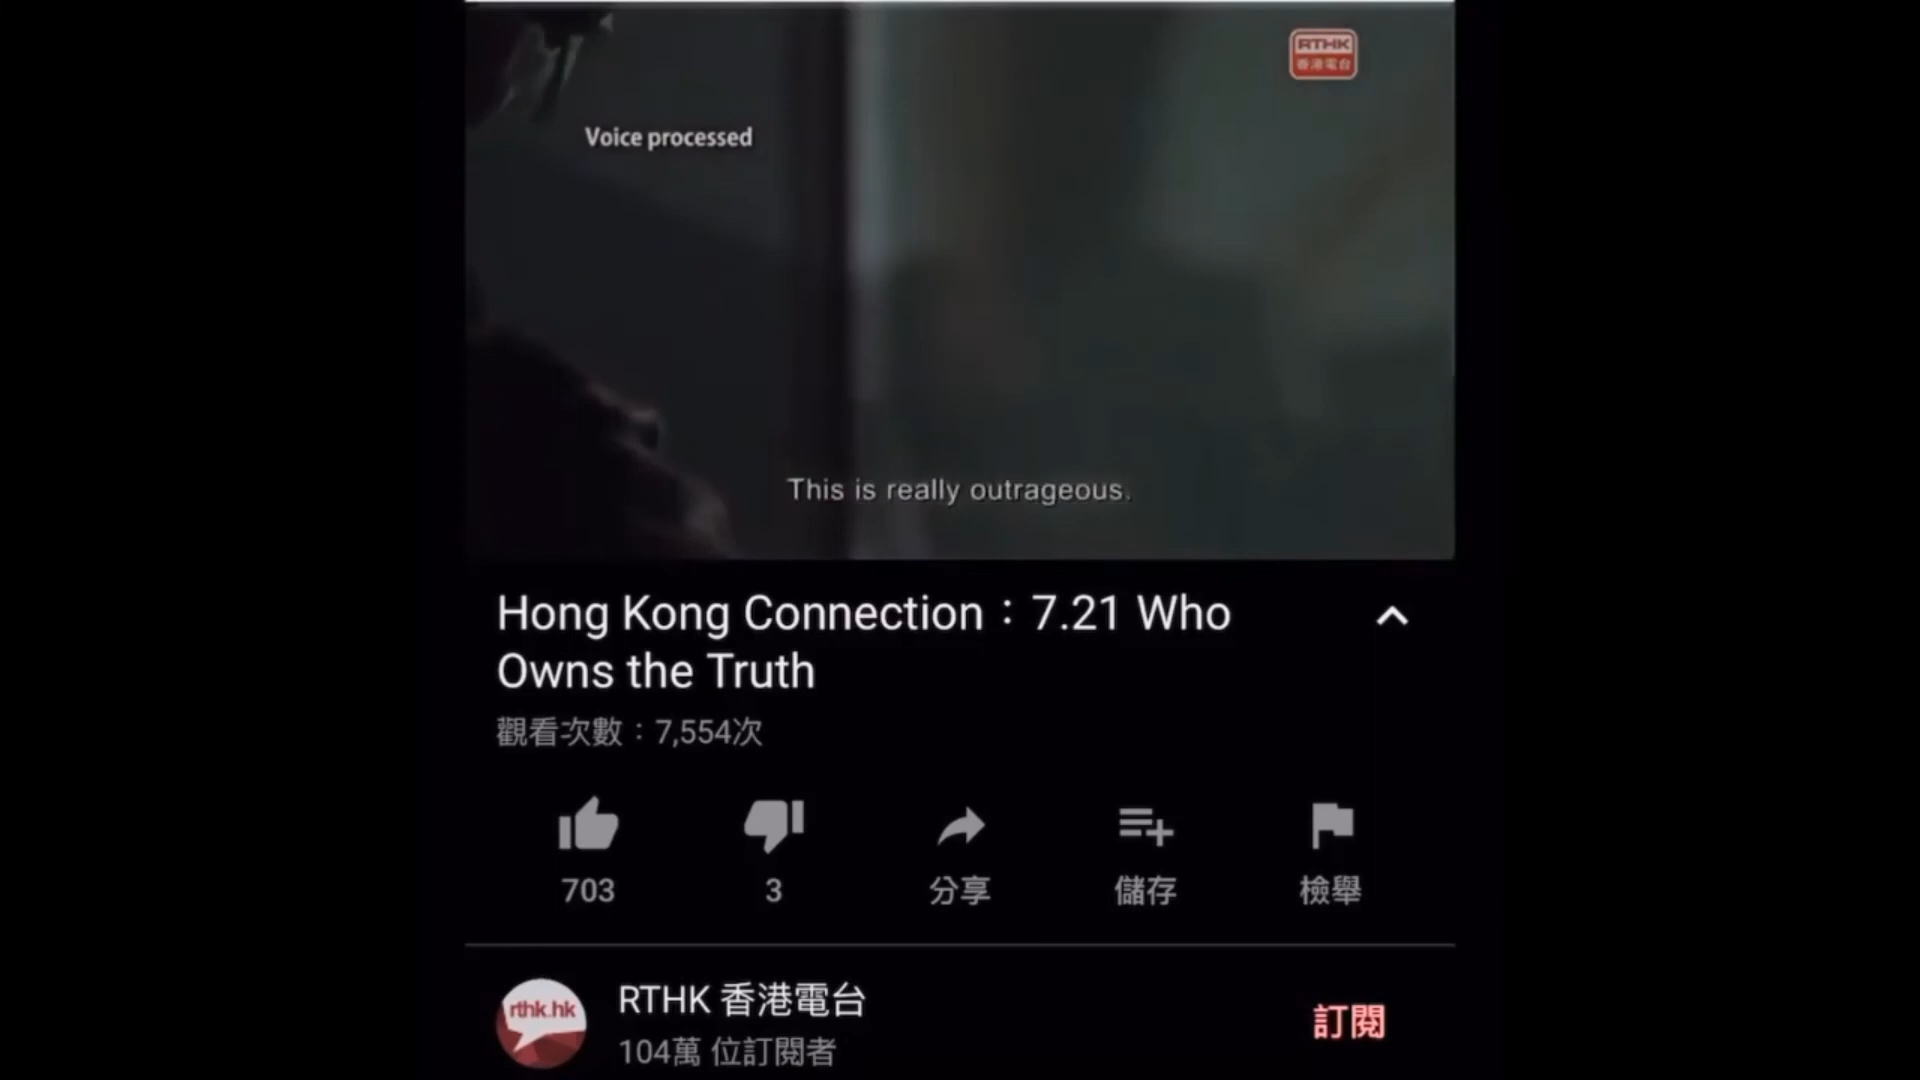 RTHK
香港電台
Voice processed
This is really outrageous.
Hong Kong Connection：7.21 Who
Owns the Truth
觀看次數：7,554次
703
3
分享
儲存
檢舉
rthk.hk
RTHK 香港電台
訂閱
104萬 位訂閱者